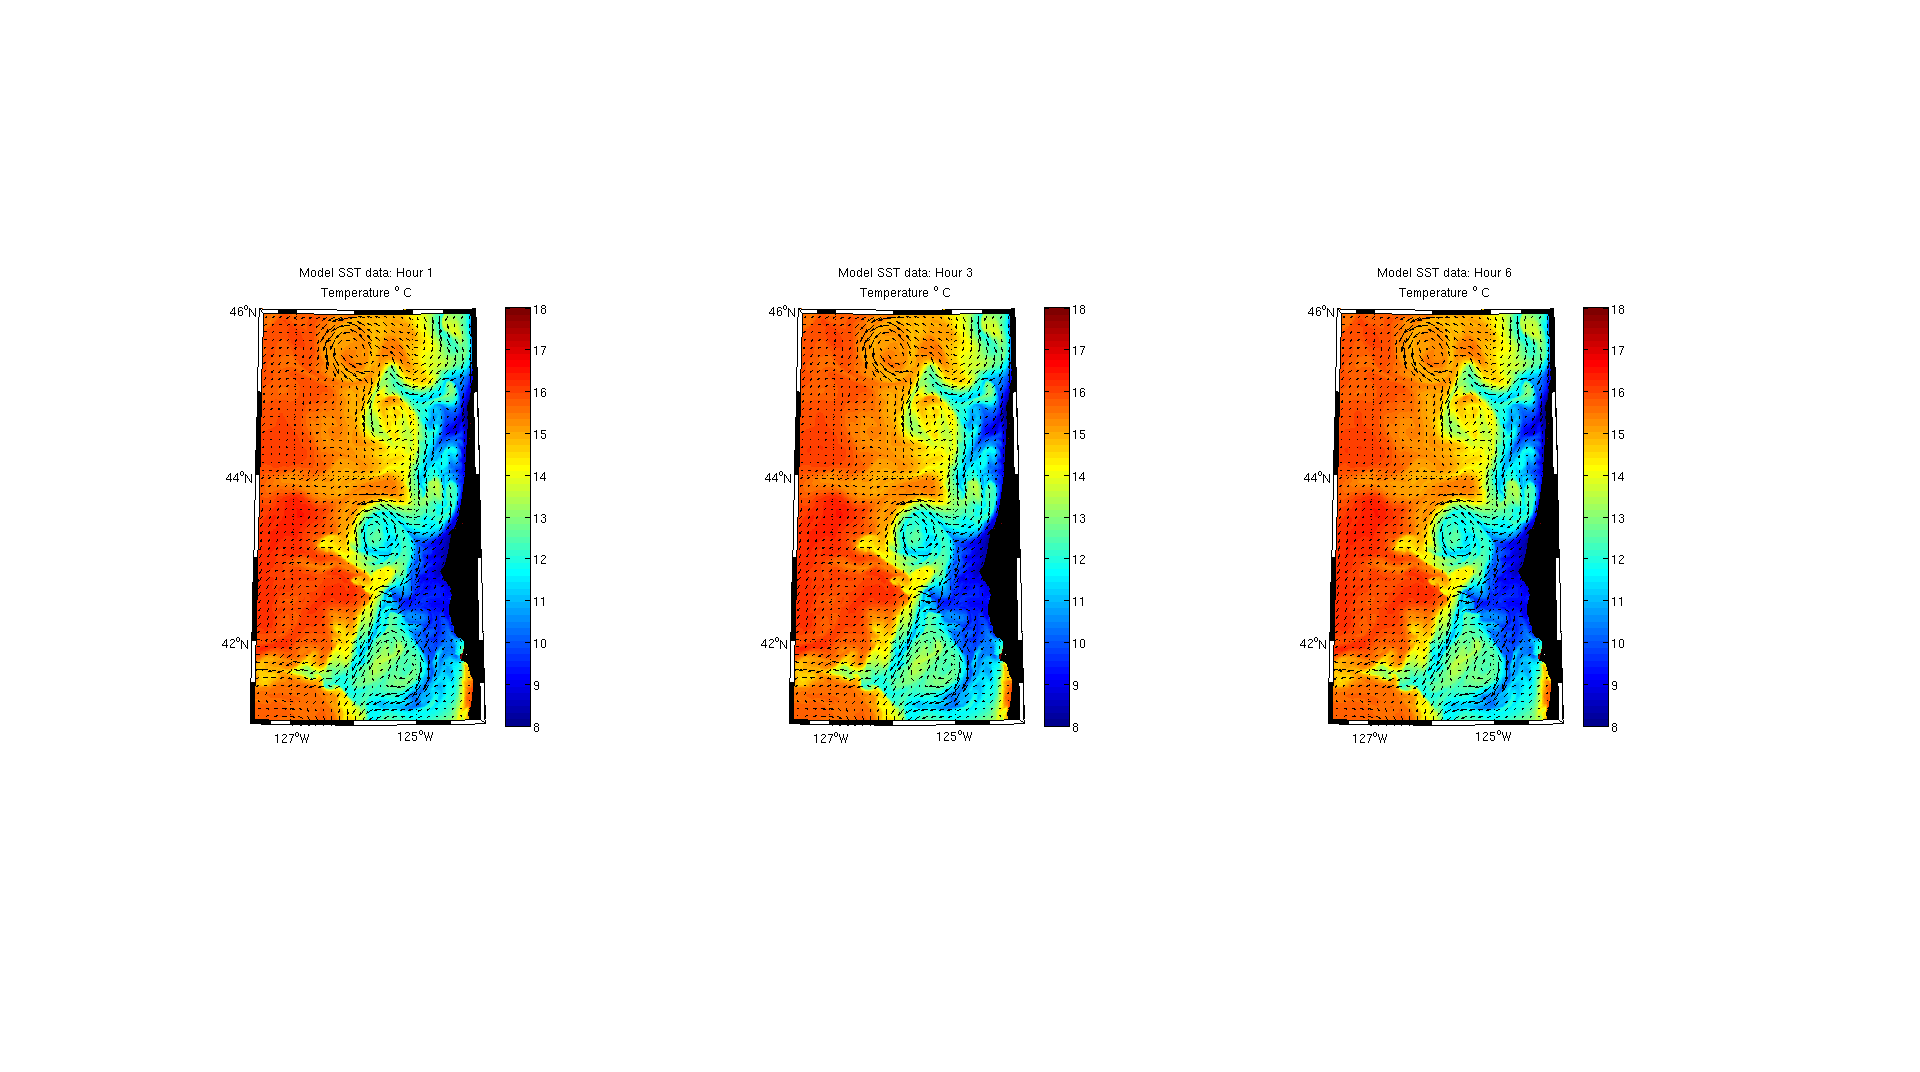 Model SST data: Hour 1
Temperature ° C
46°N
44°N
42°N
127°W
125°W
18
17
16
15
14
13
12
11
10
9
8
Model SST data: Hour 3
Temperature ° C
46°N
44°N
42°N
127°W
125°W
18
17
16
15
14
13
12
11
10
9
8
Model SST data: Hour 6
Temperature ° C
46°N
44°N
42°N
127°W
125°W
18
17
16
15
14
13
12
11
10
9
8